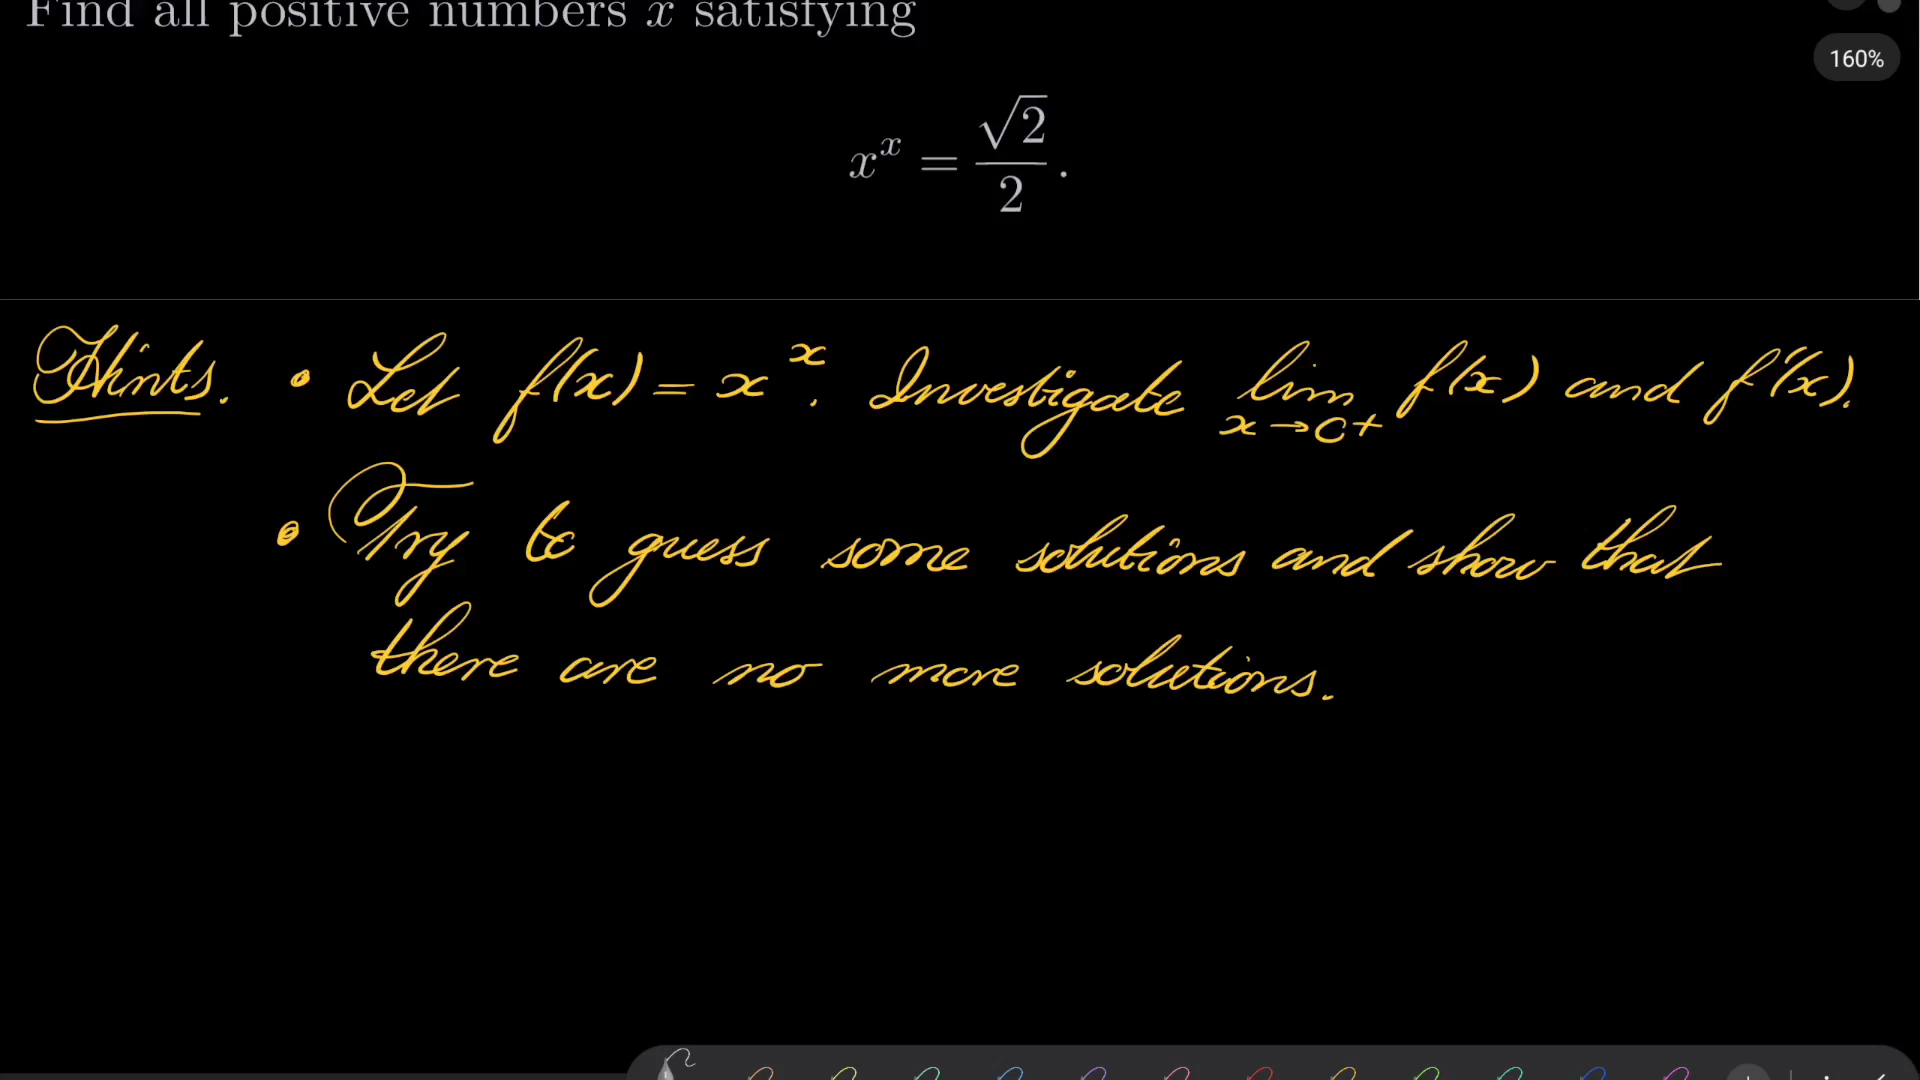 Find all positive numbers x satisfying
160%
x^x = √2/2.
Hints. • Let f(x) = x^x. Investigate lim x→0+ f(x) and f'(x).
• Try to guess some solutions and show that
there are no more solutions.